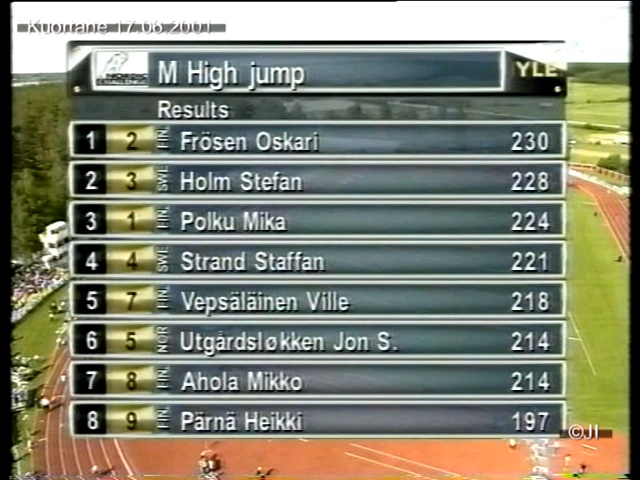 Kuortane 17.06.2001
NORDIC
CHALLENGE
M High jump
YLE
Results
1 2 FIN Frösen Oskari 230
2 3 SWE Holm Stefan 228
3 1 FIN Polku Mika 224
4 4 SWE Strand Staffan 221
5 7 FIN Vepsäläinen Ville 218
6 5 NOR Utgårdsløkken Jon S. 214
7 8 FIN Ahola Mikko 214
8 9 FIN Pärnä Heikki 197
©JI